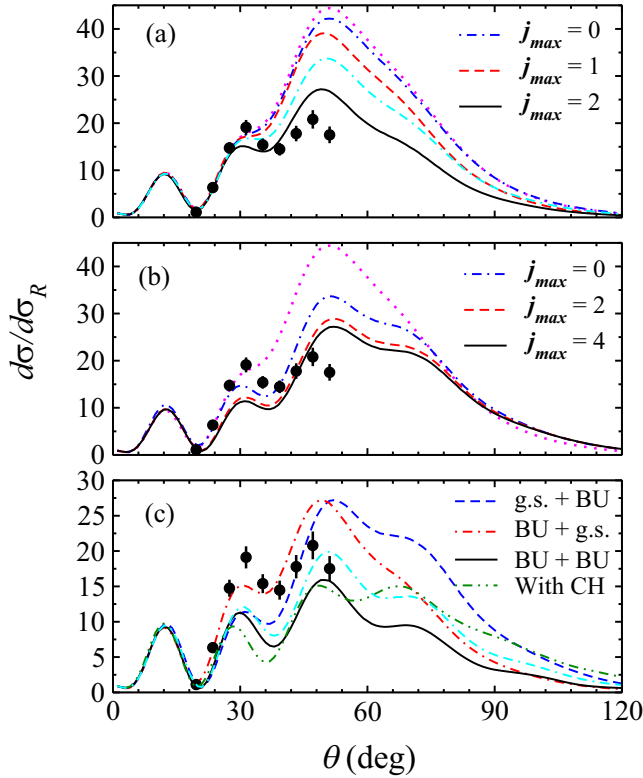 (a)
j_max = 0
j_max = 1
j_max = 2
40
30
20
10
0
(b)
j_max = 0
j_max = 2
j_max = 4
40
30
20
10
0
dσ/dσ_R
(c)
g.s. + BU
BU + g.s.
BU + BU
With CH
30
25
20
15
10
5
0
0 30 60 90 120
θ (deg)